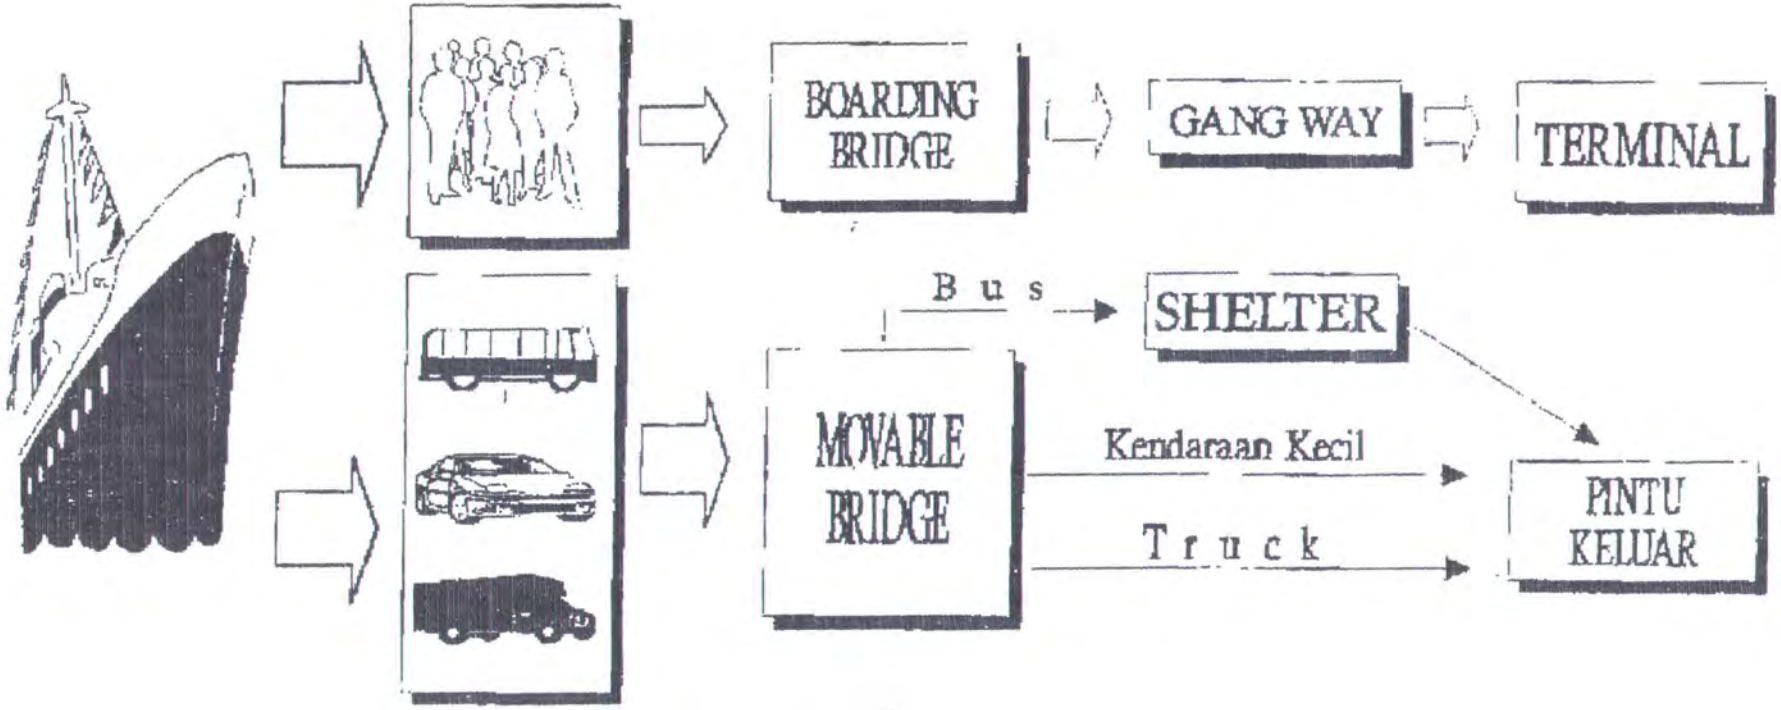 BOARDING
BRIDGE
GANG WAY
TERMINAL
Bus
SHELTER
MOVABLE
BRIDGE
Kendaraan Kecil
Truck
PINTU
KELUAR